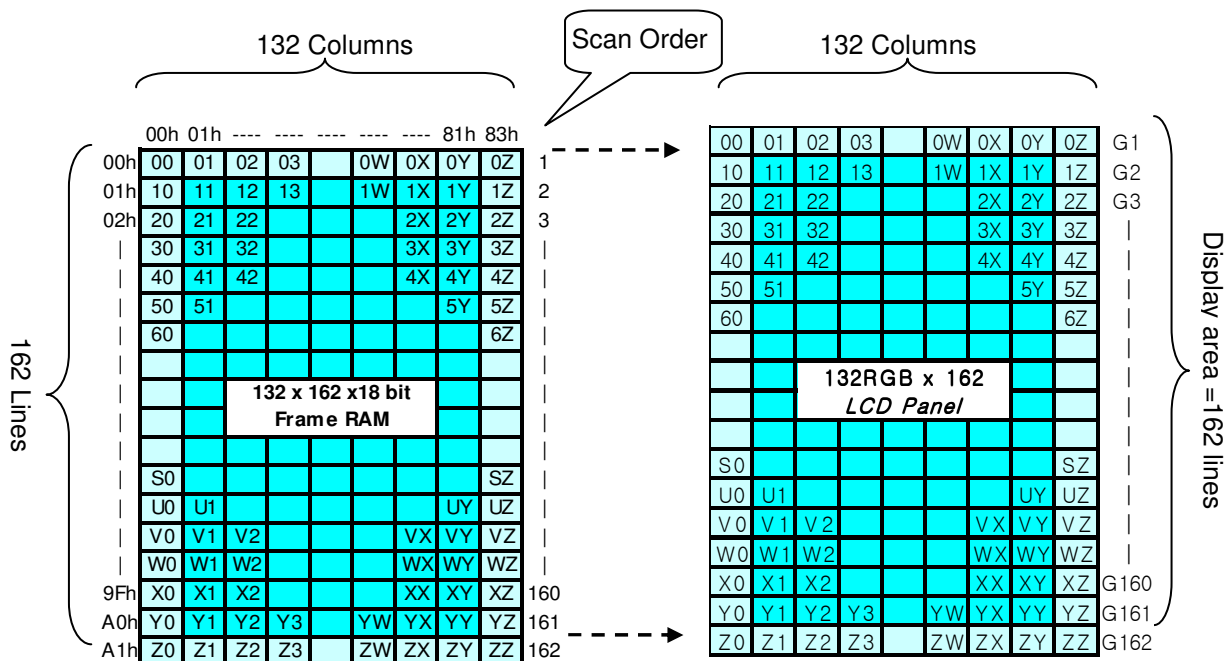 132 Columns
Scan Order
132 Columns
00h 01h ---- ---- ---- ---- ---- 81h 83h
00h 00 01 02 03 0W 0X 0Y 0Z 1
01h 10 11 12 13 1W 1X 1Y 1Z 2
02h 20 21 22 2X 2Y 2Z 3
30 31 32 3X 3Y 3Z
40 41 42 4X 4Y 4Z
50 51 5Y 5Z
60 6Z
132 x 162 x18 bit
Frame RAM
S0 SZ
U0 U1 UY UZ
V0 V1 V2 VX VY VZ
W0 W1 W2 WX WY WZ
9Fh X0 X1 X2 XX XY XZ 160
A0h Y0 Y1 Y2 Y3 YW YX YY YZ 161
A1h Z0 Z1 Z2 Z3 ZW ZX ZY ZZ 162
162 Lines
00 01 02 03 0W 0X 0Y 0Z G1
10 11 12 13 1W 1X 1Y 1Z G2
20 21 22 2X 2Y 2Z G3
30 31 32 3X 3Y 3Z
40 41 42 4X 4Y 4Z
50 51 5Y 5Z
60 6Z
132RGB x 162
LCD Panel
S0 SZ
U0 U1 UY UZ
V0 V1 V2 VX VY VZ
W0 W1 W2 WX WY WZ
X0 X1 X2 XX XY XZ G160
Y0 Y1 Y2 Y3 YW YX YY YZ G161
Z0 Z1 Z2 Z3 ZW ZX ZY ZZ G162
Display area =162 lines